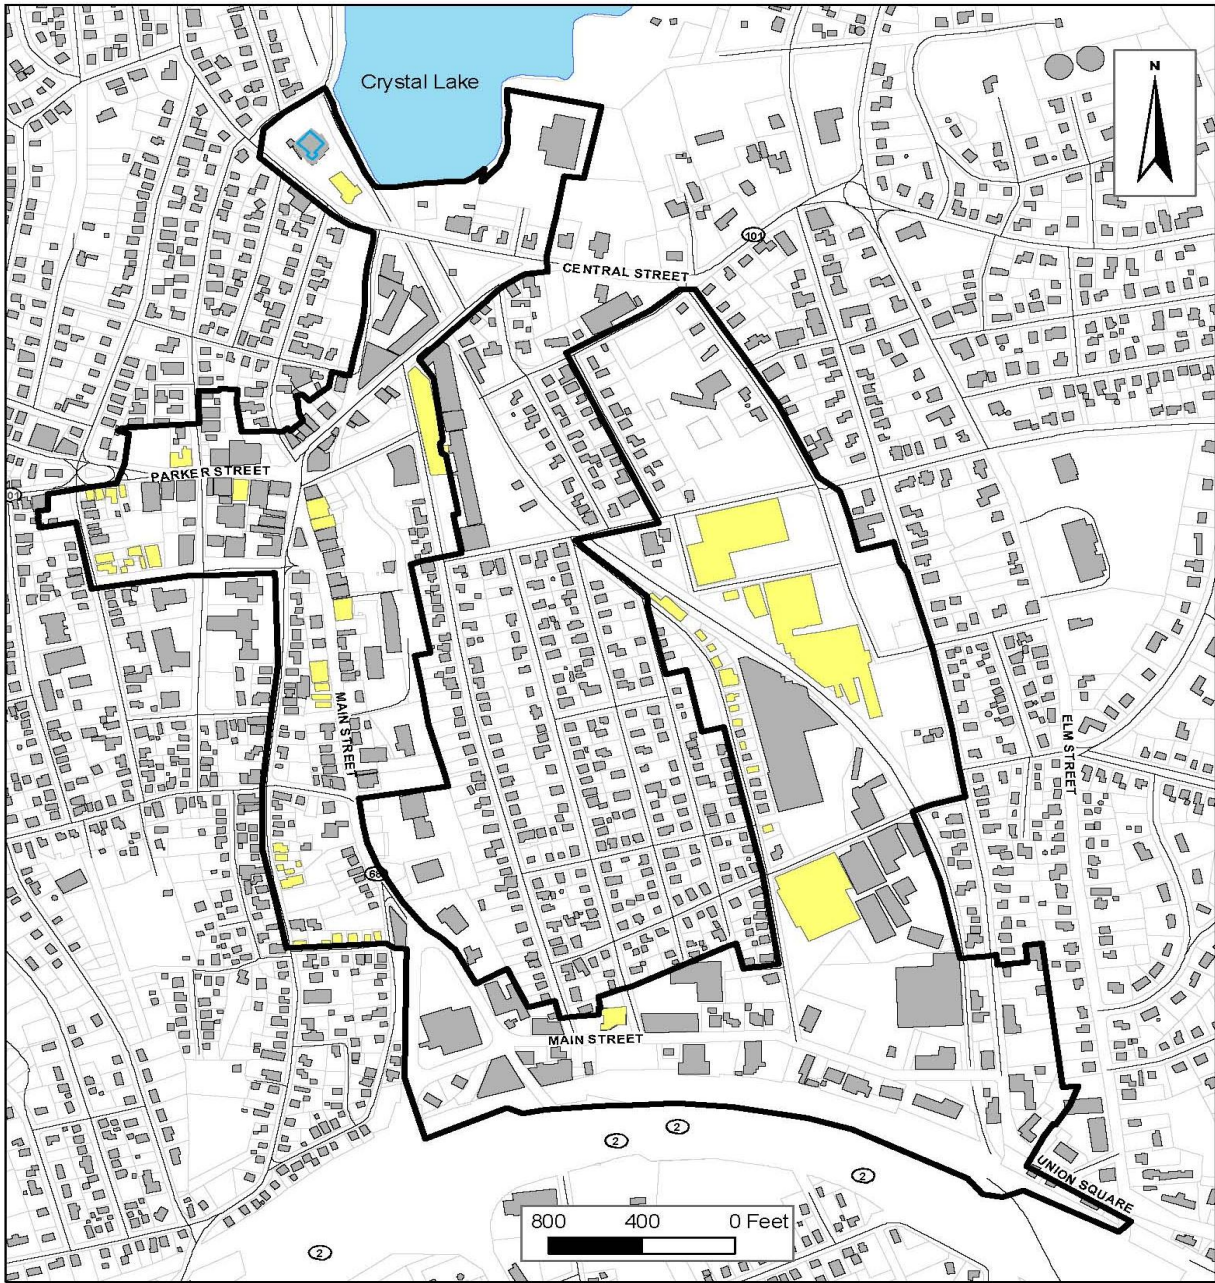 Crystal Lake
N
101
CENTRAL STREET
PARKER STREET
MAIN STREET
ELM STREET
68
MAIN STREET
2
2
2
UNION SQUARE
800 400 0 Feet
2